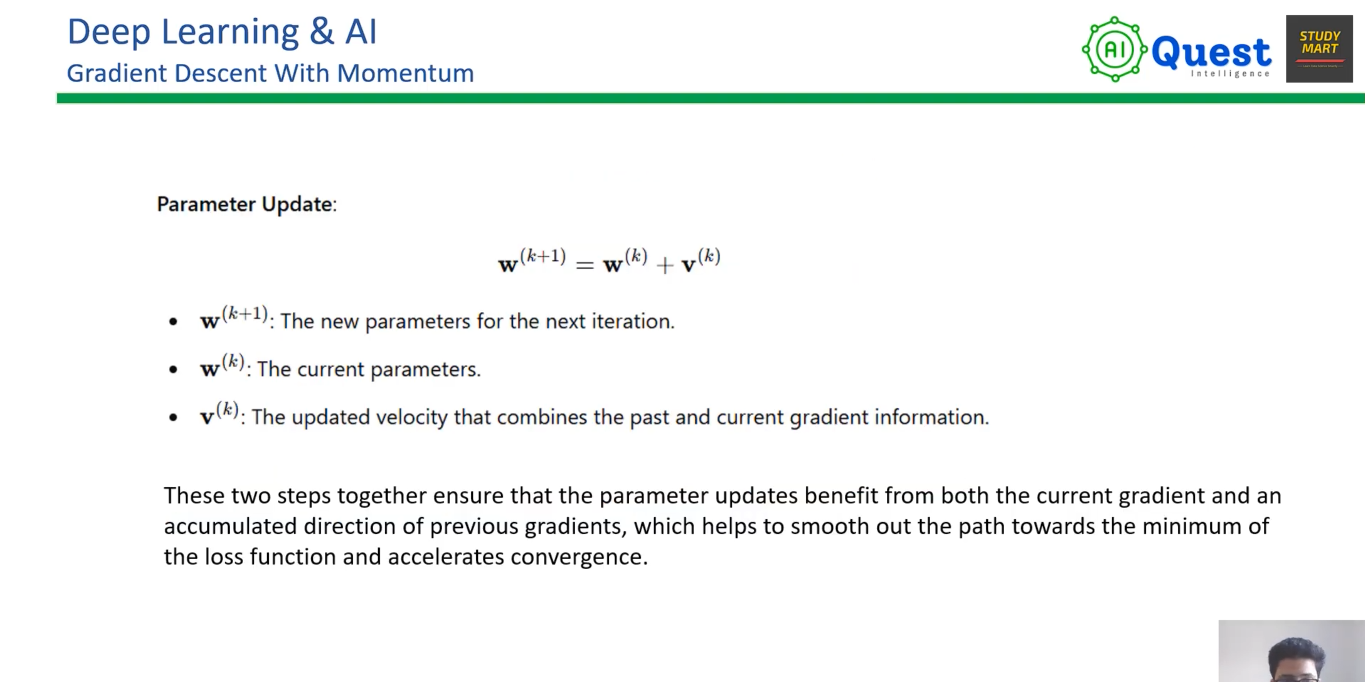 Deep Learning & AI
Gradient Descent With Momentum
AI Quest
Intelligence
STUDY
MART
Parameter Update:
w^(k+1) = w^(k) + v^(k)
• w^(k+1): The new parameters for the next iteration.
• w^(k): The current parameters.
• v^(k): The updated velocity that combines the past and current gradient information.
These two steps together ensure that the parameter updates benefit from both the current gradient and an
accumulated direction of previous gradients, which helps to smooth out the path towards the minimum of
the loss function and accelerates convergence.